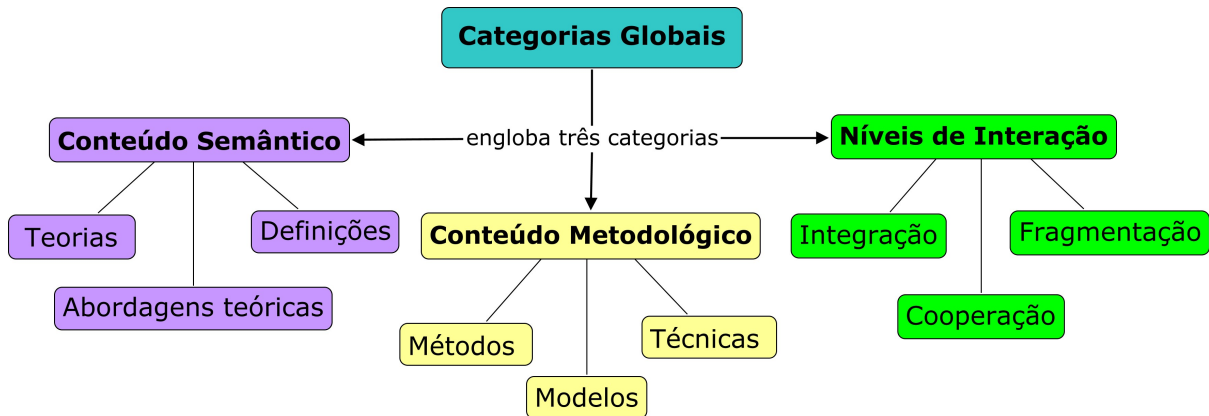 Categorias Globais
engloba três categorias
Conteúdo Semântico
Teorias
Abordagens teóricas
Definições
Conteúdo Metodológico
Métodos
Modelos
Técnicas
Níveis de Interação
Integração
Cooperação
Fragmentação